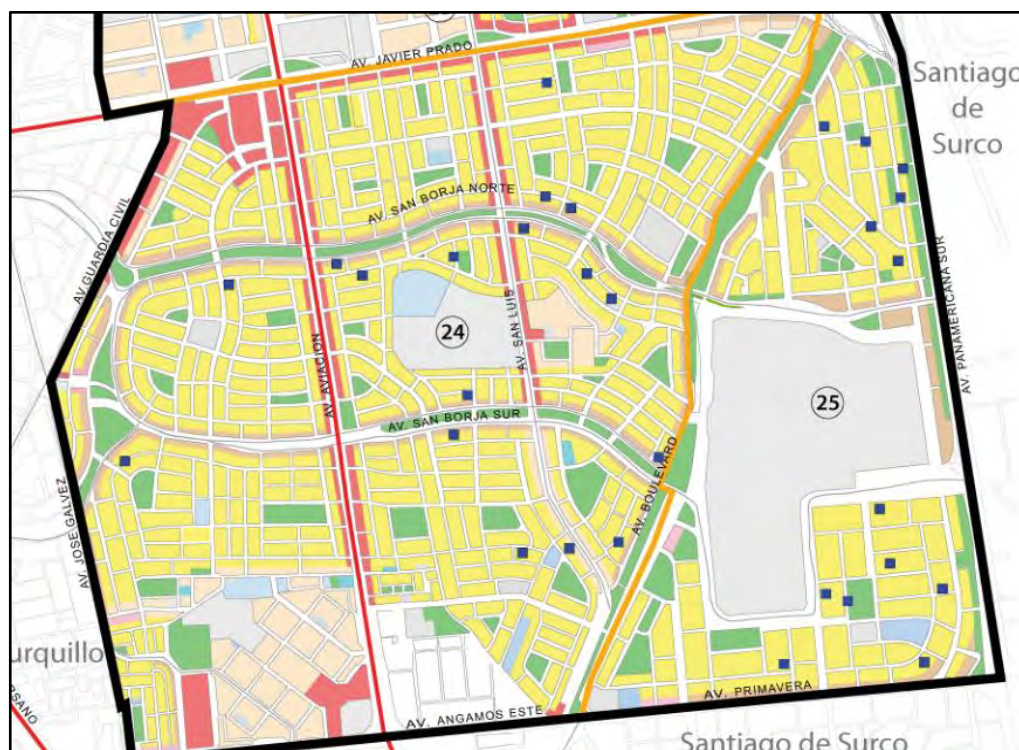 AV. JAVIER PRADO
Santiago
de
Surco
AV. SAN BORJA NORTE
AV. GUARDIA CIVIL
AV. PANAMERICANA SUR
AV. SAN LUIS
24
AV. AVIACIÓN
25
AV. SAN BORJA SUR
AV. BOULEVARD
AV. JOSE GALVEZ
urquillo
RSANO
AV. PRIMAVERA
AV. ANGAMOS ESTE
Santiago de Surco